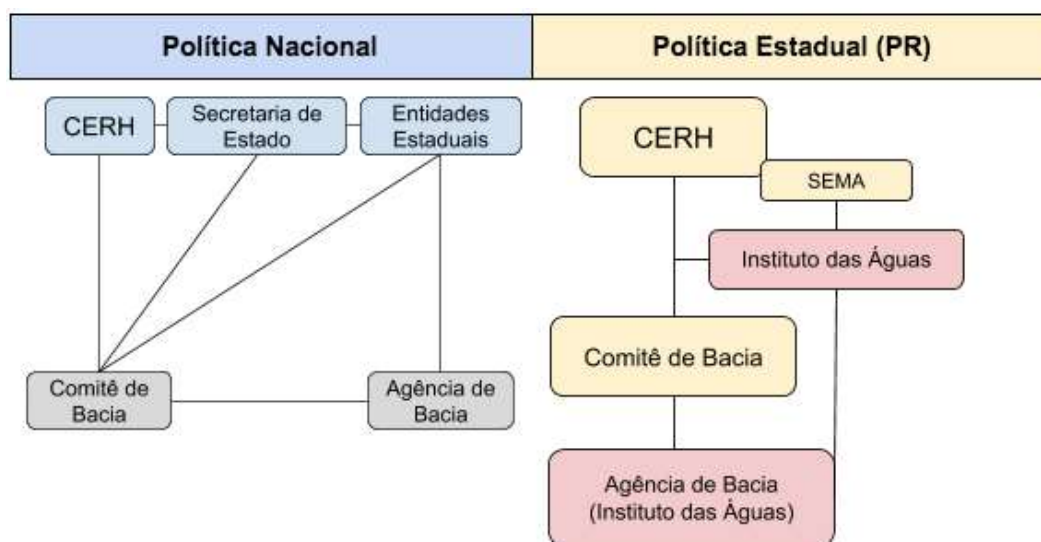 Política Nacional
Política Estadual (PR)
CERH
Secretaria de
Estado
Entidades
Estaduais
Comitê de
Bacia
Agência de
Bacia
CERH
SEMA
Instituto das Águas
Comitê de Bacia
Agência de Bacia
(Instituto das Águas)